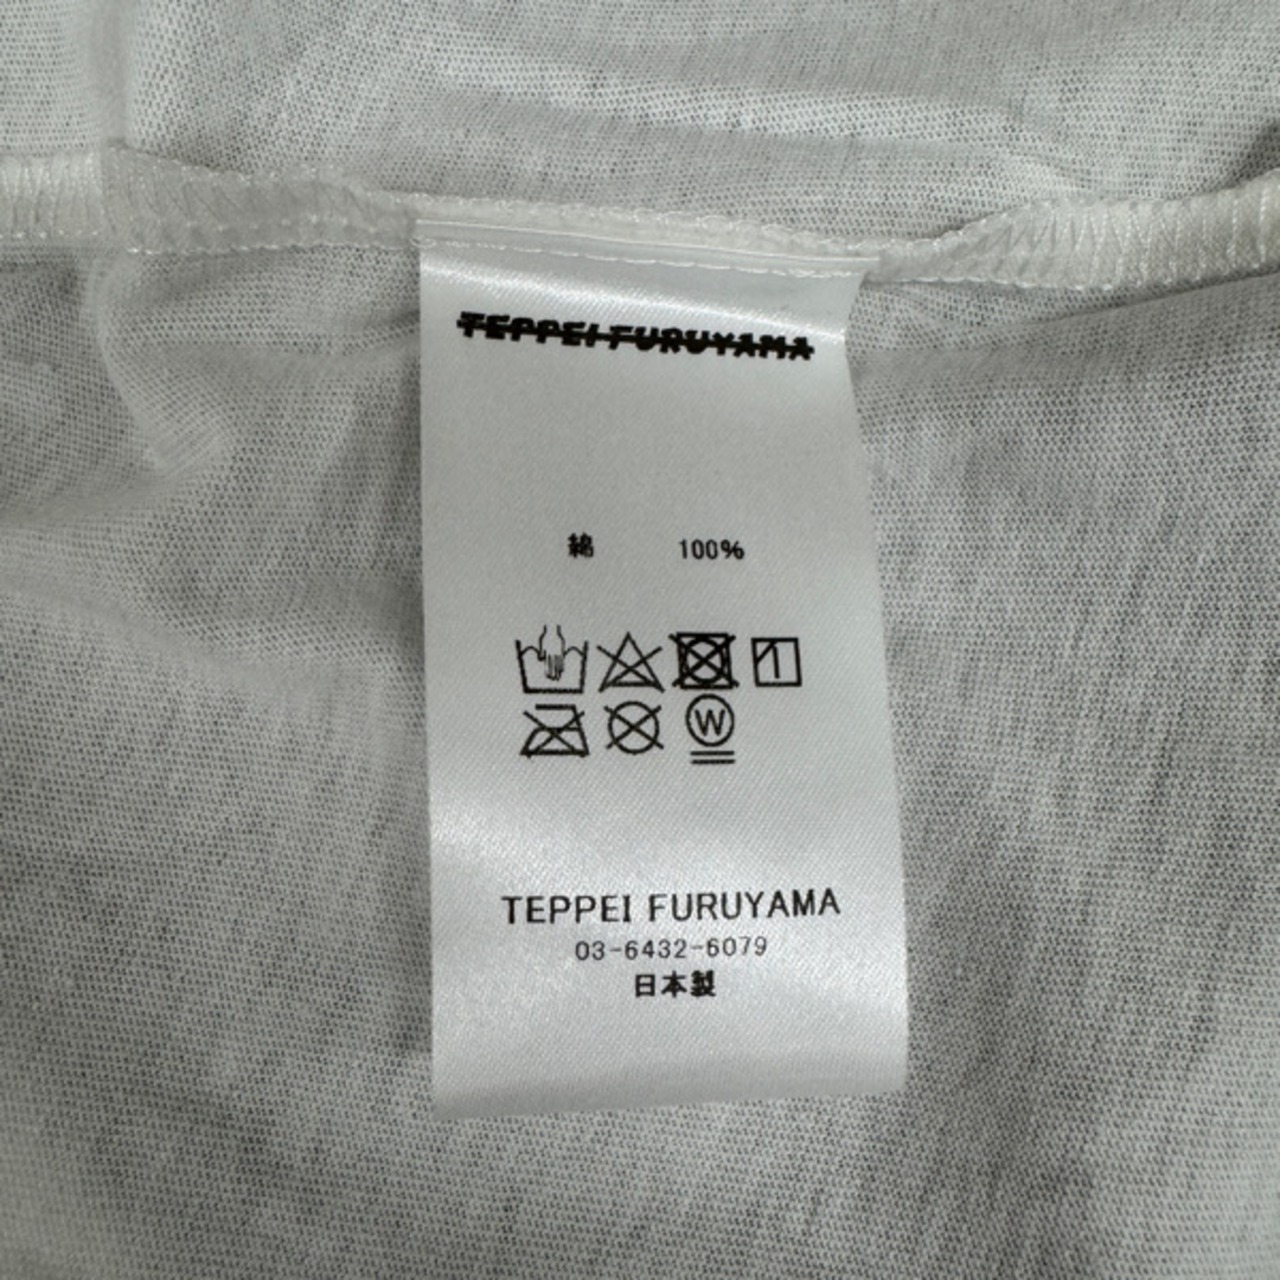 TEPPEI FURUYAMA
綿 100%
W
TEPPEI FURUYAMA
03-6432-6079
日本製